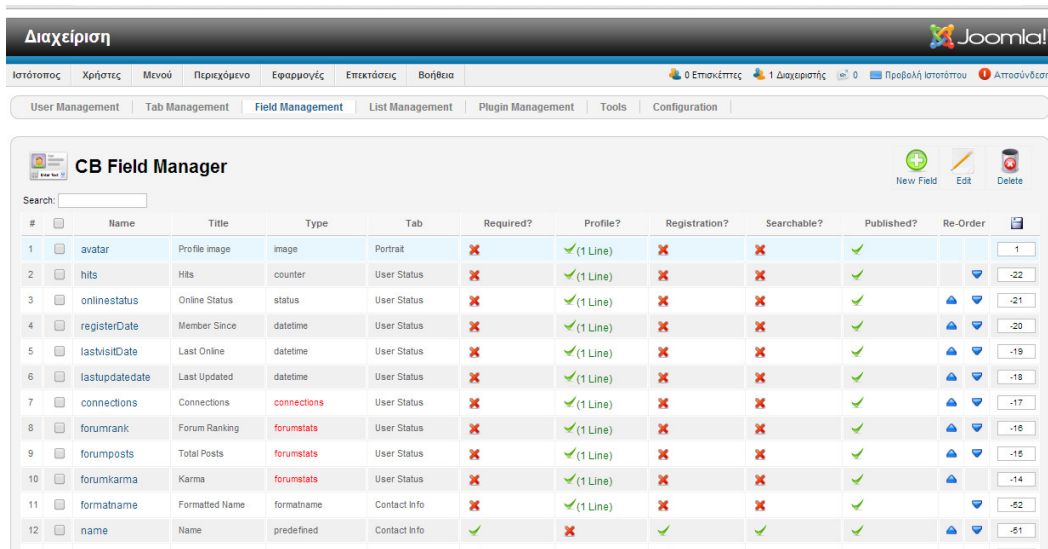 Διαχείριση
Joomla!
Ιστότοπος Χρήστες Μενού Περιεχόμενο Εφαρμογές Επεκτάσεις Βοήθεια 0 Επισκέπτες 1 Διαχειριστής 0 Προβολή Ιστοτόπου Αποσύνδεση
User Management Tab Management Field Management List Management Plugin Management Tools Configuration
CB Field Manager
New Field Edit Delete
Search:
# Name Title Type Tab Required? Profile? Registration? Searchable? Published? Re-Order
1 avatar Profile image image Portrait (1 Line) 1
2 hits Hits counter User Status (1 Line) -22
3 onlinestatus Online Status status User Status (1 Line) -21
4 registerDate Member Since datetime User Status (1 Line) -20
5 lastvisitDate Last Online datetime User Status (1 Line) -19
6 lastupdatedate Last Updated datetime User Status (1 Line) -18
7 connections Connections connections User Status (1 Line) -17
8 forumrank Forum Ranking forumstats User Status (1 Line) -16
9 forumposts Total Posts forumstats User Status (1 Line) -15
10 forumkarma Karma forumstats User Status (1 Line) -14
11 formatname Formatted Name formatname Contact Info (1 Line) -52
12 name Name predefined Contact Info -51